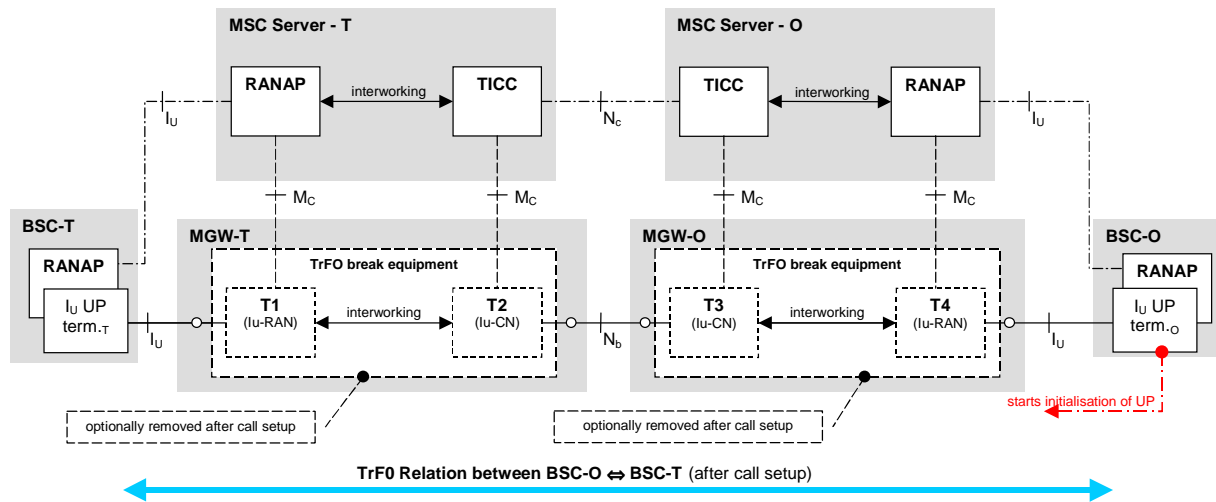 MSC Server - T
MSC Server - O
RANAP
interworking
TICC
TICC
interworking
RANAP
IU
Nc
IU
MC
MC
MC
MC
BSC-T
MGW-T
MGW-O
BSC-O
RANAP
TrFO break equipment
TrFO break equipment
RANAP
IU UP
term.T
T1
(Iu-RAN)
interworking
T2
(Iu-CN)
T3
(Iu-CN)
interworking
T4
(Iu-RAN)
IU UP
term.O
IU
Nb
IU
optionally removed after call setup
optionally removed after call setup
starts initialisation of UP
TrF0 Relation between BSC-O ⇔ BSC-T (after call setup)